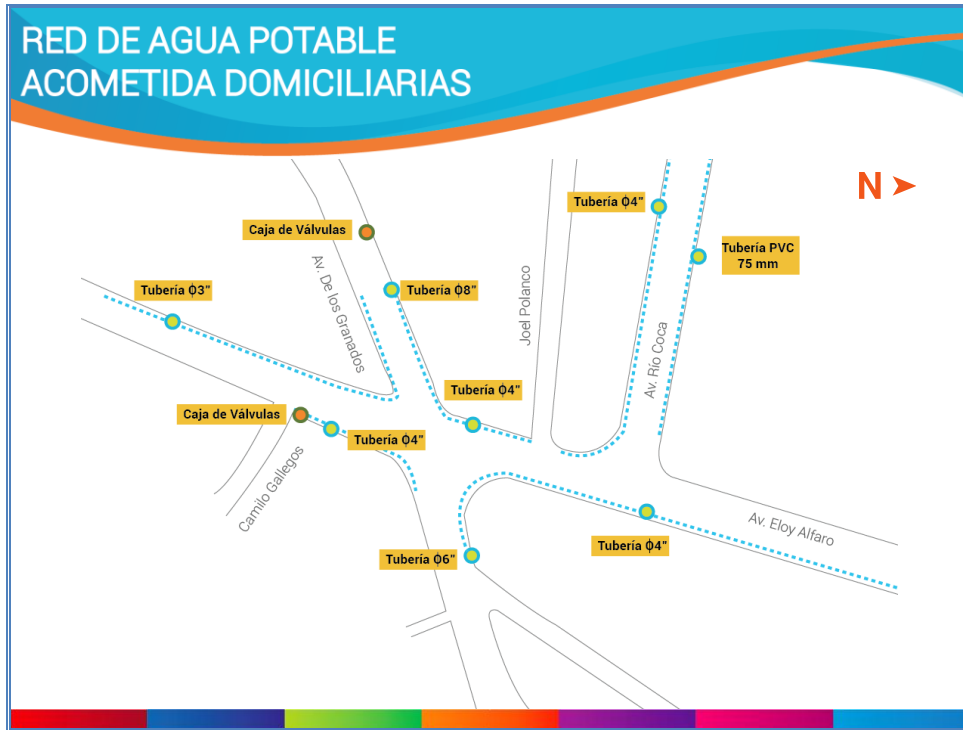 RED DE AGUA POTABLE
ACOMETIDA DOMICILIARIAS
N
Tubería ϕ4"
Caja de Válvulas
Tubería PVC
75 mm
Av. De los Granados
Tubería ϕ3"
Tubería ϕ8"
Joel Polanco
Av. Río Coca
Tubería ϕ4"
Caja de Válvulas
Tubería ϕ4"
Camilo Gallegos
Av. Eloy Alfaro
Tubería ϕ4"
Tubería ϕ6"